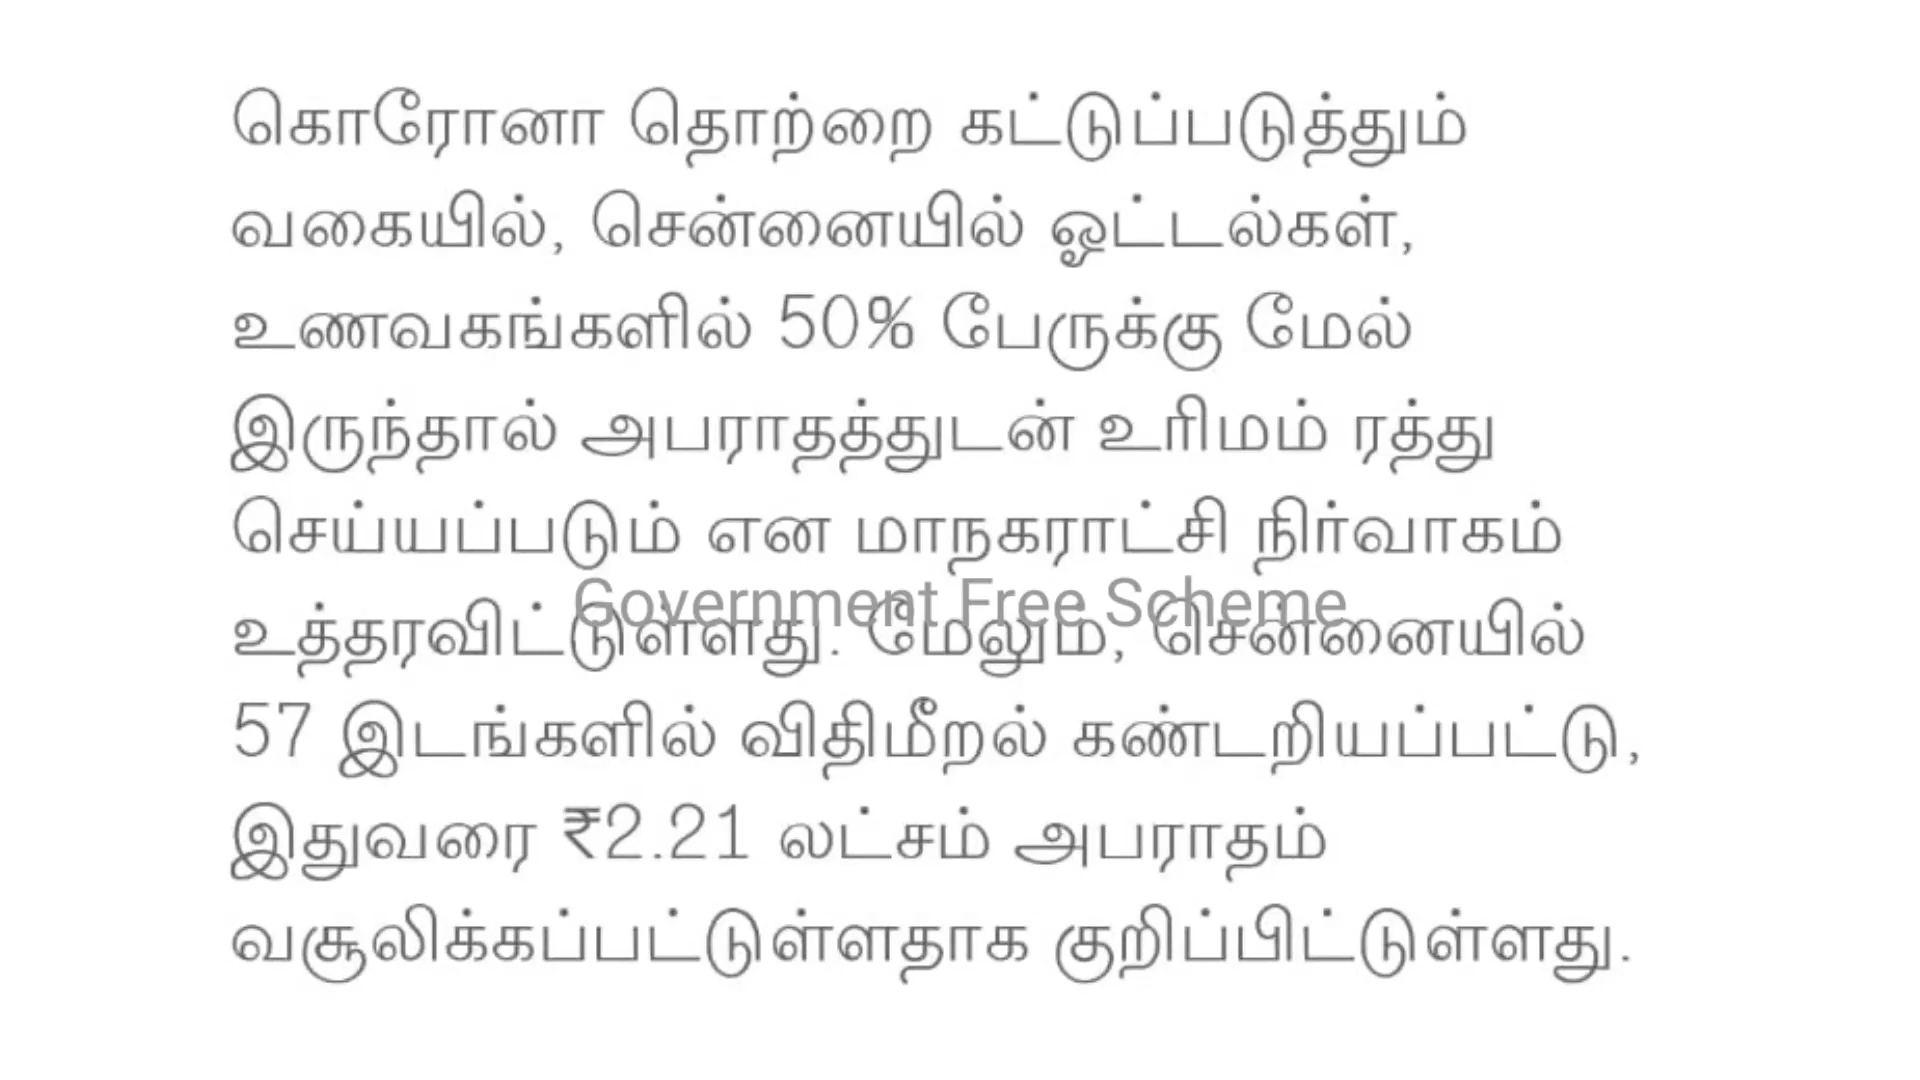 கொரோனா தொற்றை கட்டுப்படுத்தும்
வகையில், சென்னையில் ஓட்டல்கள்,
உணவகங்களில் 50% பேருக்கு மேல்
இருந்தால் அபராதத்துடன் உரிமம் ரத்து
செய்யப்படும் என மாநகராட்சி நிர்வாகம்
Government Free Scheme
உத்தரவிட்டுள்ளது. மேலும், சென்னையில்
57 இடங்களில் விதிமீறல் கண்டறியப்பட்டு,
இதுவரை ₹2.21 லட்சம் அபராதம்
வசூலிக்கப்பட்டுள்ளதாக குறிப்பிட்டுள்ளது.